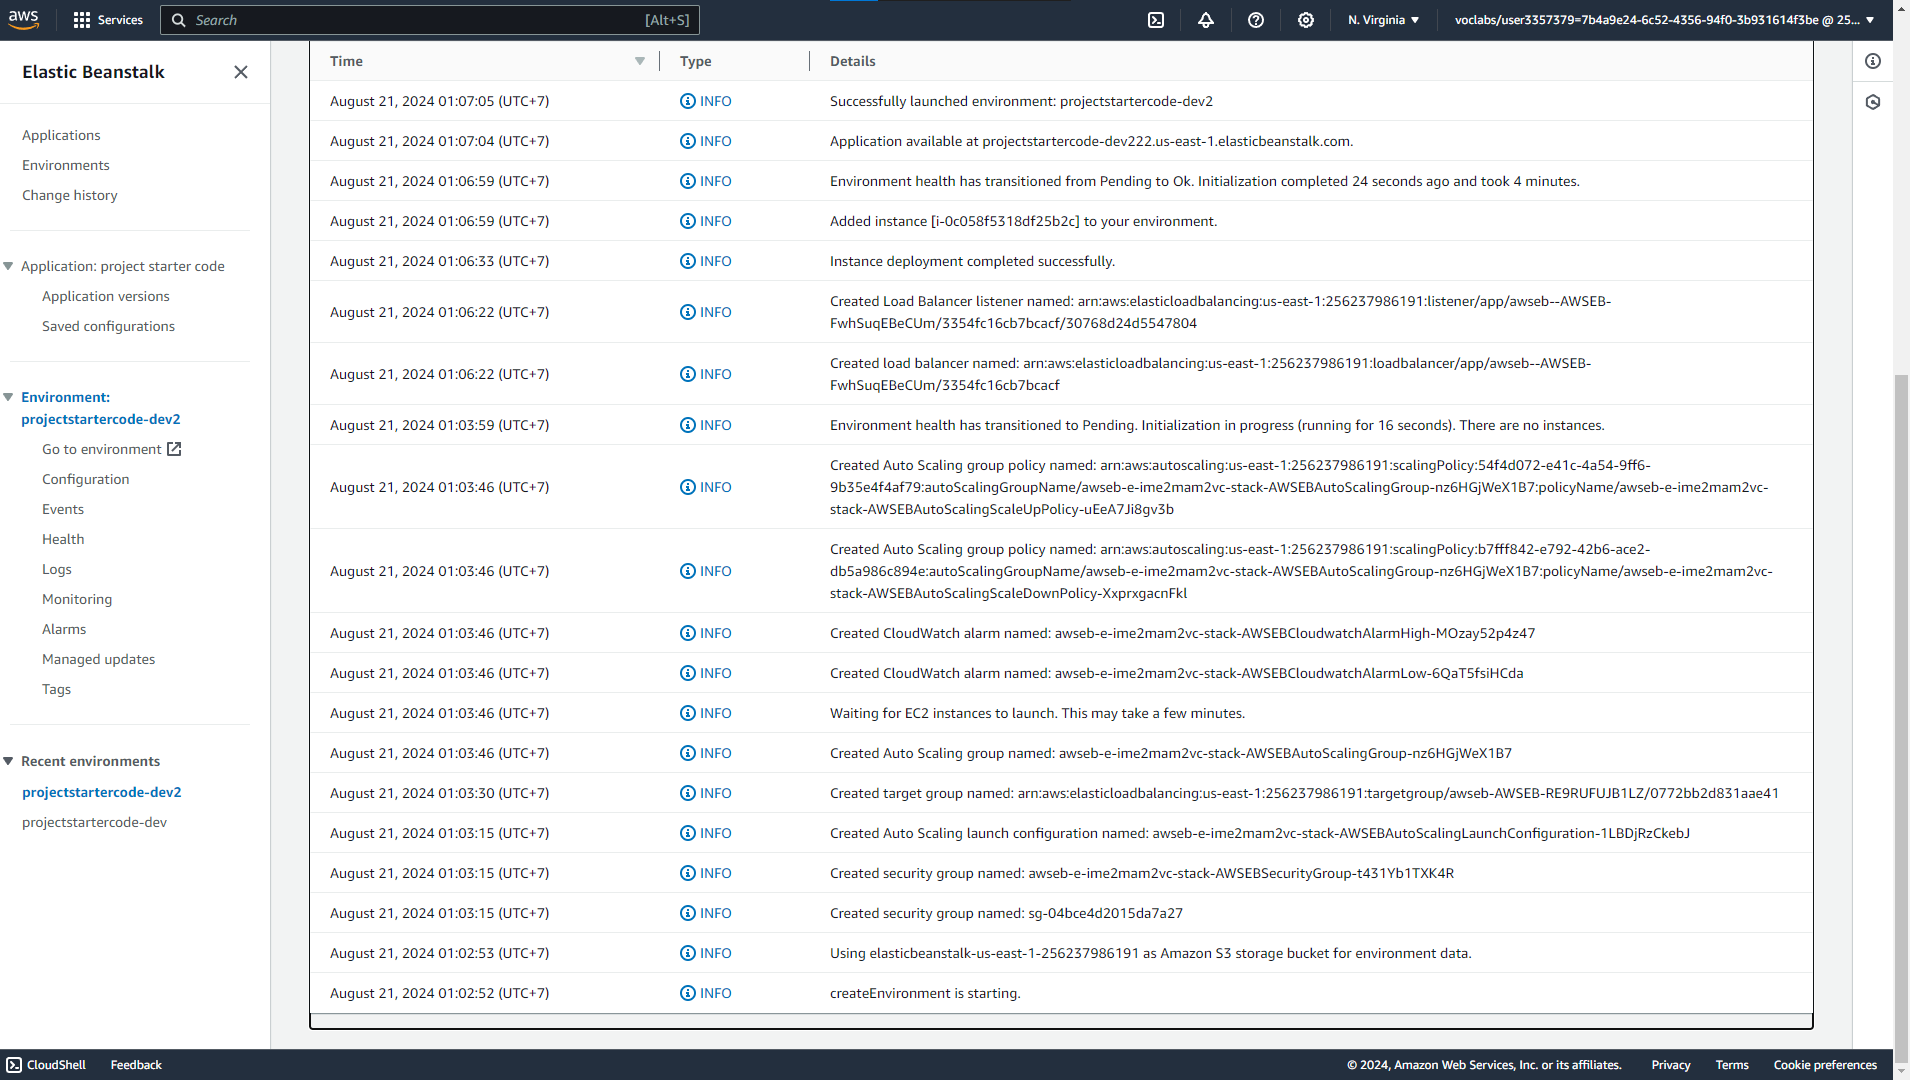 aws
Services
Search
[Alt+S]
N. Virginia
voclabs/user3357379=7b4a9e24-6c52-4356-94f0-3b931614f3be @ 25...
Elastic Beanstalk
Applications
Environments
Change history
Application: project starter code
Application versions
Saved configurations
Environment:
projectstartercode-dev2
Go to environment
Configuration
Events
Health
Logs
Monitoring
Alarms
Managed updates
Tags
Recent environments
projectstartercode-dev2
projectstartercode-dev
Time Type Details
August 21, 2024 01:07:05 (UTC+7) INFO Successfully launched environment: projectstartercode-dev2
August 21, 2024 01:07:04 (UTC+7) INFO Application available at projectstartercode-dev222.us-east-1.elasticbeanstalk.com.
August 21, 2024 01:06:59 (UTC+7) INFO Environment health has transitioned from Pending to Ok. Initialization completed 24 seconds ago and took 4 minutes.
August 21, 2024 01:06:59 (UTC+7) INFO Added instance [i-0c058f5318df25b2c] to your environment.
August 21, 2024 01:06:33 (UTC+7) INFO Instance deployment completed successfully.
August 21, 2024 01:06:22 (UTC+7) INFO Created Load Balancer listener named: arn:aws:elasticloadbalancing:us-east-1:256237986191:listener/app/awseb--AWSEB-
FwhSuqEBeCUm/3354fc16cb7bcacf/30768d24d5547804
August 21, 2024 01:06:22 (UTC+7) INFO Created load balancer named: arn:aws:elasticloadbalancing:us-east-1:256237986191:loadbalancer/app/awseb--AWSEB-
FwhSuqEBeCUm/3354fc16cb7bcacf
August 21, 2024 01:03:59 (UTC+7) INFO Environment health has transitioned to Pending. Initialization in progress (running for 16 seconds). There are no instances.
August 21, 2024 01:03:46 (UTC+7) INFO Created Auto Scaling group policy named: arn:aws:autoscaling:us-east-1:256237986191:scalingPolicy:54f4d072-e41c-4a54-9ff6-
9b35e4f4af79:autoScalingGroupName/awseb-e-ime2mam2vc-stack-AWSEBAutoScalingGroup-nz6HGjWeX1B7:policyName/awseb-e-ime2mam2vc-
stack-AWSEBAutoScalingScaleUpPolicy-uEeA7Ji8gv3b
August 21, 2024 01:03:46 (UTC+7) INFO Created Auto Scaling group policy named: arn:aws:autoscaling:us-east-1:256237986191:scalingPolicy:b7fff842-e792-42b6-ace2-
db5a986c894e:autoScalingGroupName/awseb-e-ime2mam2vc-stack-AWSEBAutoScalingGroup-nz6HGjWeX1B7:policyName/awseb-e-ime2mam2vc-
stack-AWSEBAutoScalingScaleDownPolicy-XxprxgacnFkl
August 21, 2024 01:03:46 (UTC+7) INFO Created CloudWatch alarm named: awseb-e-ime2mam2vc-stack-AWSEBCloudwatchAlarmHigh-MOzay52p4z47
August 21, 2024 01:03:46 (UTC+7) INFO Created CloudWatch alarm named: awseb-e-ime2mam2vc-stack-AWSEBCloudwatchAlarmLow-6QaT5fsiHCda
August 21, 2024 01:03:46 (UTC+7) INFO Waiting for EC2 instances to launch. This may take a few minutes.
August 21, 2024 01:03:46 (UTC+7) INFO Created Auto Scaling group named: awseb-e-ime2mam2vc-stack-AWSEBAutoScalingGroup-nz6HGjWeX1B7
August 21, 2024 01:03:30 (UTC+7) INFO Created target group named: arn:aws:elasticloadbalancing:us-east-1:256237986191:targetgroup/awseb-AWSEB-RE9RUFUJB1LZ/0772bb2d831aae41
August 21, 2024 01:03:15 (UTC+7) INFO Created Auto Scaling launch configuration named: awseb-e-ime2mam2vc-stack-AWSEBAutoScalingLaunchConfiguration-1LBDjRzCkebJ
August 21, 2024 01:03:15 (UTC+7) INFO Created security group named: awseb-e-ime2mam2vc-stack-AWSEBSecurityGroup-t431Yb1TXK4R
August 21, 2024 01:03:15 (UTC+7) INFO Created security group named: sg-04bce4d2015da7a27
August 21, 2024 01:02:53 (UTC+7) INFO Using elasticbeanstalk-us-east-1-256237986191 as Amazon S3 storage bucket for environment data.
August 21, 2024 01:02:52 (UTC+7) INFO createEnvironment is starting.
CloudShell Feedback © 2024, Amazon Web Services, Inc. or its affiliates. Privacy Terms Cookie preferences